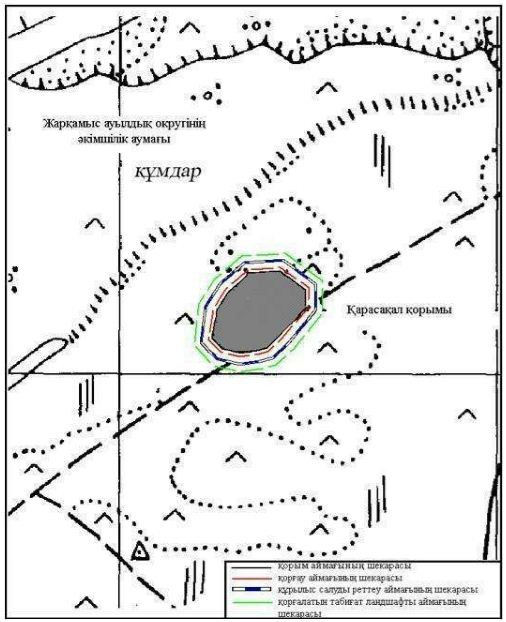 Жарқамыс ауылдық округінің
әкімшілік аумағы
құмдар
Қарасақал қорымы
қорым аймағының шекарасы
қорғау аймағының шекарасы
құрылыс салуды реттеу аймағының шекарасы
қорғалатын табиғат ландшафты аймағының
шекарасы